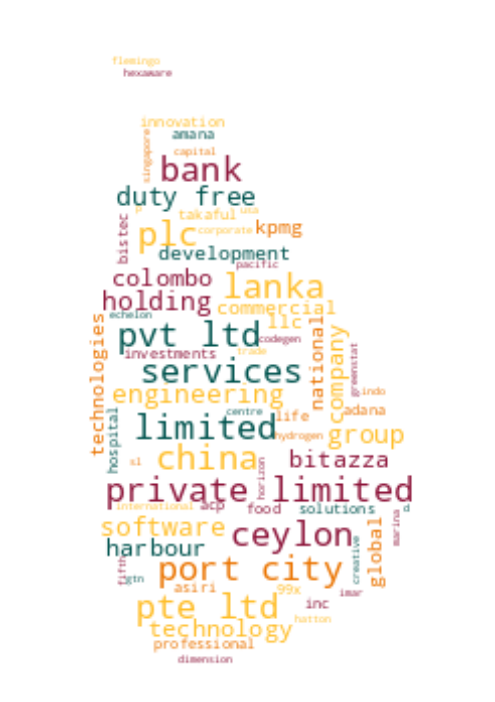 flemingo
hexaware
innovation
amana
singapore
capital
bank
duty free
takaful
usa
bistec
plc
corporate
kpmg
development
pacific
colombo
lanka
holding
commercial
echelon
llc
pvt ltd
codegen
technologies
investments
trade
national
company
greenstat
services
engineering
indo
hospital
centre
life
adana
limited
hydrogen
group
china
sl
horizon
bitazza
private limited
international
acp
food
solutions
d
marina
software
ceylon
global
harbour
creative
fifth
gtn
port city
asiri
99x
imar
pte ltd
inc
technology
hatton
professional
dimension